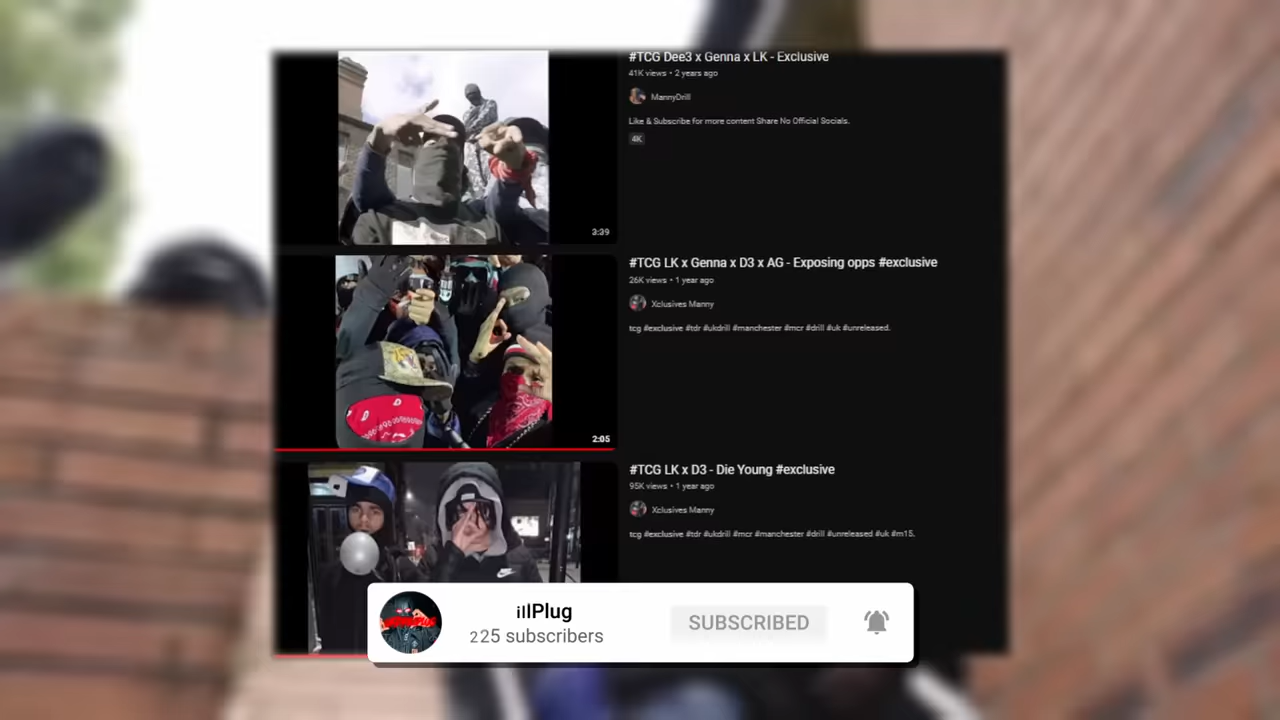 #TCG Dee3 x Genna x LK - Exclusive
41K views • 2 years ago
MannyDrill
Like & Subscribe for more content Share No Official Socials.
4K
3:39
#TCG LK x Genna x D3 x AG - Exposing opps #exclusive
26K views • 1 year ago
Xclusives Manny
tcg #exclusive #tdr #ukdrill #manchester #mcr #drill #uk #unreleased.
2:05
#TCG LK x D3 - Die Young #exclusive
95K views • 1 year ago
Xclusives Manny
tcg #exclusive #tdr #ukdrill #mcr #manchester #drill #unreleased #uk #m15.
illPlug
225 subscribers
SUBSCRIBED